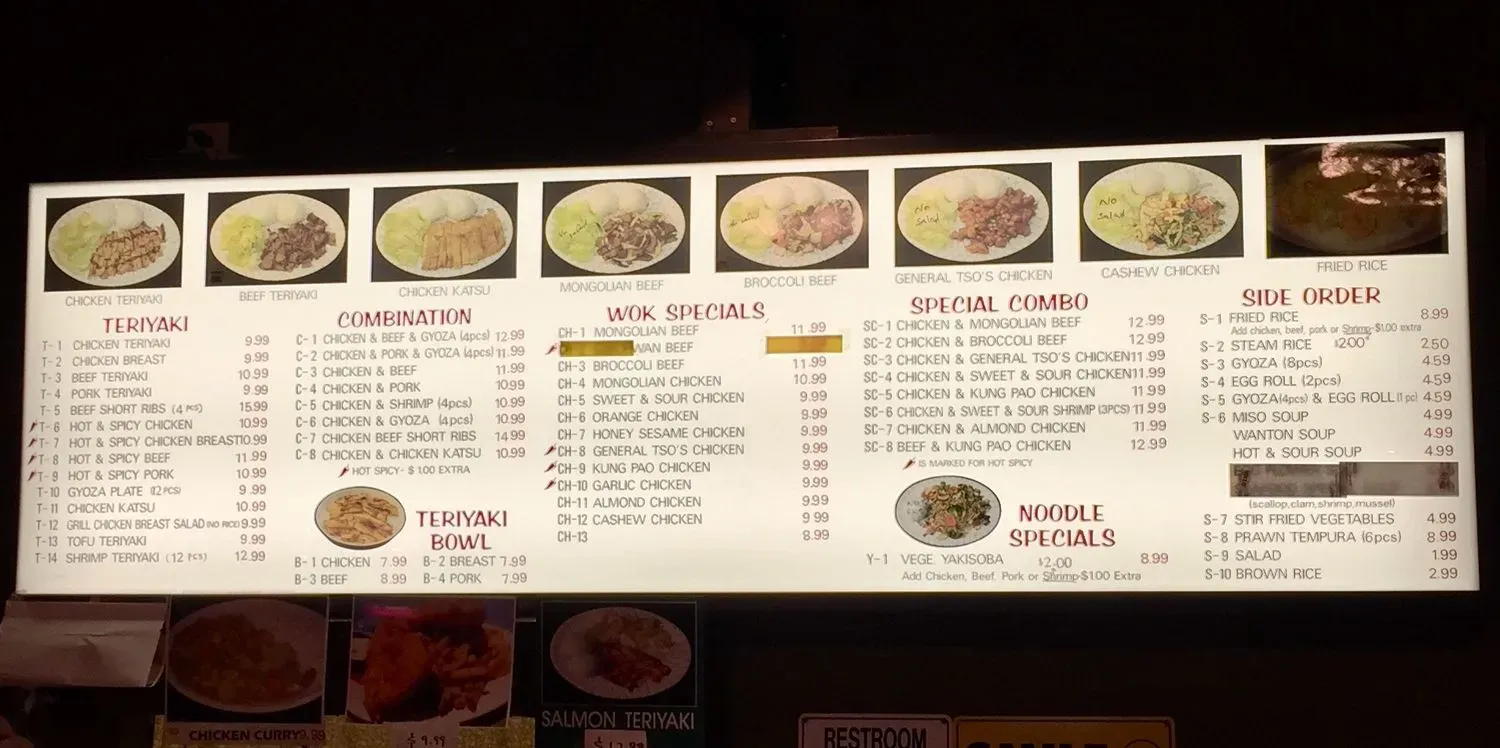 No Salad
No Salad
CHICKEN TERIYAKI
BEEF TERIYAKI
CHICKEN KATSU
MONGOLIAN BEEF
BROCCOLI BEEF
GENERAL TSO'S CHICKEN
CASHEW CHICKEN
FRIED RICE
TERIYAKI
T-1 CHICKEN TERIYAKI 9.99
T-2 CHICKEN BREAST 9.99
T-3 BEEF TERIYAKI 10.99
T-4 PORK TERIYAKI 9.99
T-5 BEEF SHORT RIBS (4 PCS) 15.99
T-6 HOT & SPICY CHICKEN 10.99
T-7 HOT & SPICY CHICKEN BREAST 10.99
T-8 HOT & SPICY BEEF 11.99
T-9 HOT & SPICY PORK 10.99
T-10 GYOZA PLATE (12 PCS) 9.99
T-11 CHICKEN KATSU 10.99
T-12 GRILL CHICKEN BREAST SALAD (NO RICE) 9.99
T-13 TOFU TERIYAKI 9.99
T-14 SHRIMP TERIYAKI (12 PCS) 12.99
COMBINATION
C-1 CHICKEN & BEEF & GYOZA (4pcs) 12.99
C-2 CHICKEN & PORK & GYOZA (4pcs) 11.99
C-3 CHICKEN & BEEF 11.99
C-4 CHICKEN & PORK 10.99
C-5 CHICKEN & SHRIMP (4pcs) 10.99
C-6 CHICKEN & GYOZA (4pcs) 10.99
C-7 CHICKEN BEEF SHORT RIBS 14.99
C-8 CHICKEN & CHICKEN KATSU 10.99
HOT SPICY- $ 1.00 EXTRA
TERIYAKI
BOWL
B-1 CHICKEN 7.99 B-2 BREAST 7.99
B-3 BEEF 8.99 B-4 PORK 7.99
WOK SPECIALS
CH-1 MONGOLIAN BEEF 11.99
WAN BEEF
CH-3 BROCCOLI BEEF 11.99
CH-4 MONGOLIAN CHICKEN 10.99
CH-5 SWEET & SOUR CHICKEN 9.99
CH-6 ORANGE CHICKEN 9.99
CH-7 HONEY SESAME CHICKEN 9.99
CH-8 GENERAL TSO'S CHICKEN 9.99
CH-9 KUNG PAO CHICKEN 9.99
CH-10 GARLIC CHICKEN 9.99
CH-11 ALMOND CHICKEN 9.99
CH-12 CASHEW CHICKEN 9.99
CH-13 8.99
SPECIAL COMBO
SC-1 CHICKEN & MONGOLIAN BEEF 12.99
SC-2 CHICKEN & BROCCOLI BEEF 12.99
SC-3 CHICKEN & GENERAL TSO'S CHICKEN 11.99
SC-4 CHICKEN & SWEET & SOUR CHICKEN 11.99
SC-5 CHICKEN & KUNG PAO CHICKEN 11.99
SC-6 CHICKEN & SWEET & SOUR SHRIMP (3PCS) 11.99
SC-7 CHICKEN & ALMOND CHICKEN 11.99
SC-8 BEEF & KUNG PAO CHICKEN 12.99
IS MARKED FOR HOT SPICY
NOODLE
SPECIALS
Y-1 VEGE. YAKISOBA 8.99
$2.00
Add Chicken, Beef, Pork or Shrimp-$1.00 Extra
SIDE ORDER
S-1 FRIED RICE 8.99
Add chicken, beef, pork or Shrimp-$1.00 extra
$2.00
S-2 STEAM RICE 2.50
S-3 GYOZA (8pcs) 4.59
S-4 EGG ROLL (2pcs) 4.59
S-5 GYOZA(4pcs) & EGG ROLL (1 pc) 4.59
S-6 MISO SOUP 4.99
WANTON SOUP 4.99
HOT & SOUR SOUP 4.99
(scallop,clam,shrimp,mussel)
S-7 STIR FRIED VEGETABLES 4.99
S-8 PRAWN TEMPURA (6pcs) 8.99
S-9 SALAD 1.99
S-10 BROWN RICE 2.99
CHICKEN CURRY 9.99
$ 9.99
SALMON TERIYAKI
RESTROOM